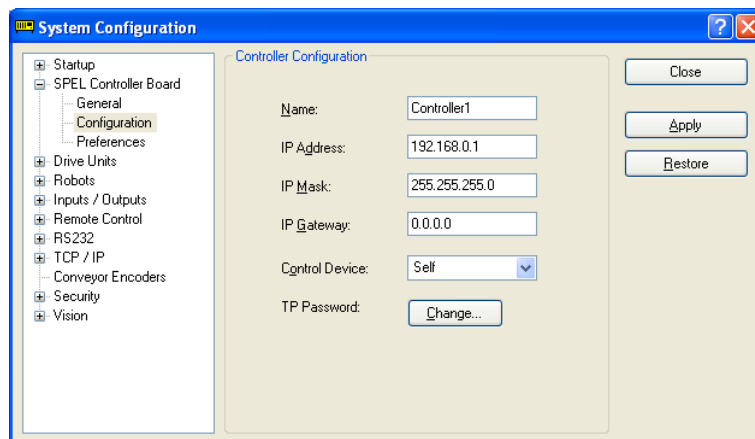 System Configuration
Startup
SPEL Controller Board
General
Configuration
Preferences
Drive Units
Robots
Inputs / Outputs
Remote Control
RS232
TCP / IP
Conveyor Encoders
Security
Vision
Controller Configuration
Name: Controller1
IP Address: 192.168.0.1
IP Mask: 255.255.255.0
IP Gateway: 0.0.0.0
Control Device: Self
TP Password: Change...
Close
Apply
Restore